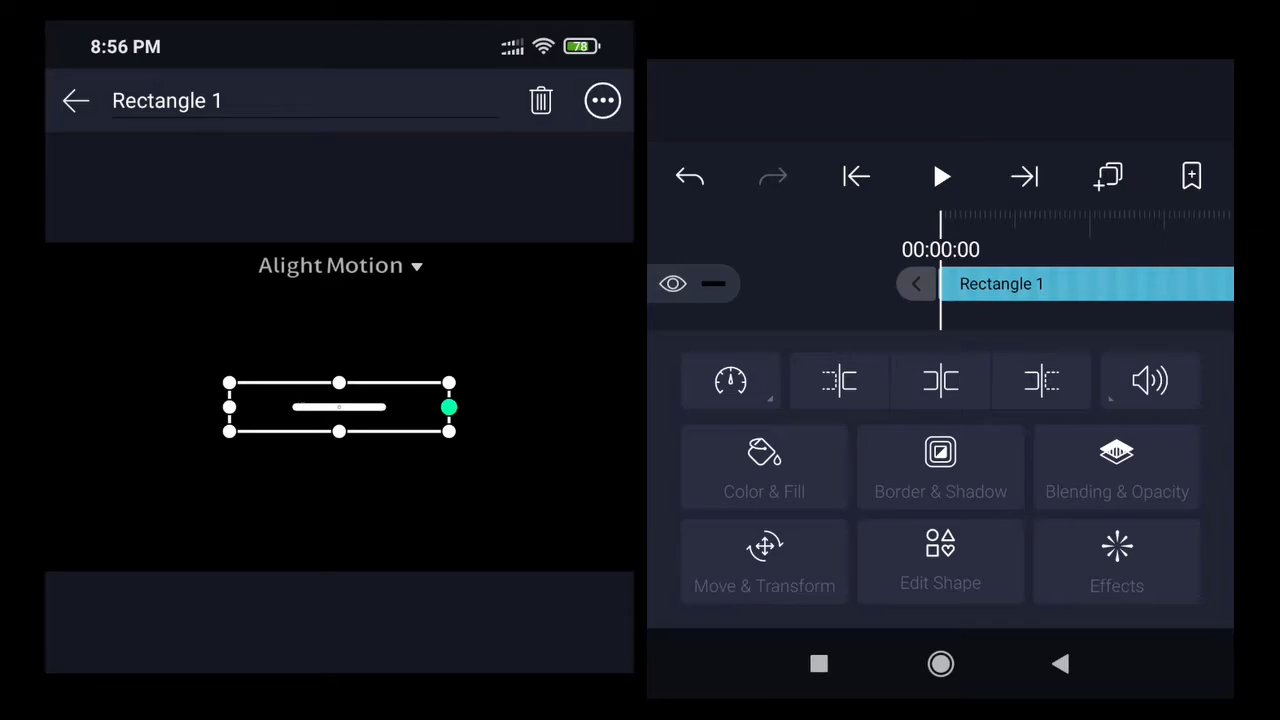 8:56 PM
78
Rectangle 1
Alight Motion
00:00:00
Rectangle 1
Color & Fill
Border & Shadow
Blending & Opacity
Move & Transform
Edit Shape
Effects